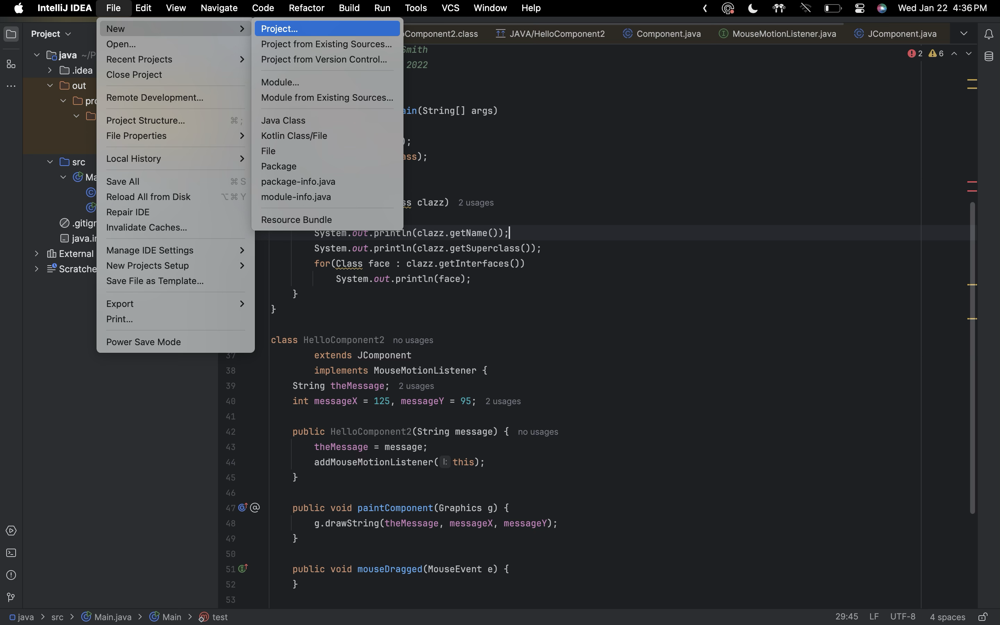 IntelliJ IDEA File Edit View Navigate Code Refactor Build Run Tools VCS Window Help Wed Jan 22 4:36 PM
Project
java ~/P
.idea
out
src
.gitigr
External
Scratche
New
Open...
Recent Projects
Close Project
Remote Development...
Project Structure... ⌘ ;
File Properties
Local History
Save All ⌘ S
Reload All from Disk ⌥ ⌘ Y
Repair IDE
Invalidate Caches...
Manage IDE Settings
New Projects Setup
Save File as Template...
Export
Print...
Power Save Mode
Project...
Project from Existing Sources...
Project from Version Control...
Module...
Module from Existing Sources...
Java Class
Kotlin Class/File
File
Package
package-info.java
module-info.java
Resource Bundle
Component2.class JAVA/HelloComponent2 Component.java MouseMotionListener.java JComponent.java
2 6
Smith
2022
ain(String[] args)
);
ass);
ss clazz) 2 usages
System.out.println(clazz.getName());
System.out.println(clazz.getSuperclass());
for(Class face : clazz.getInterfaces())
System.out.println(face);
}
}
class HelloComponent2 no usages
37 extends JComponent
38 implements MouseMotionListener {
39 String theMessage; 2 usages
40 int messageX = 125, messageY = 95; 2 usages
41
42 public HelloComponent2(String message) { no usages
43 theMessage = message;
44 addMouseMotionListener( l: this);
45 }
46
47 @ public void paintComponent(Graphics g) {
48 g.drawString(theMessage, messageX, messageY);
49 }
50
51 public void mouseDragged(MouseEvent e) {
52 }
53
java > src > Main.java > Main > test 29:45 LF UTF-8 4 spaces